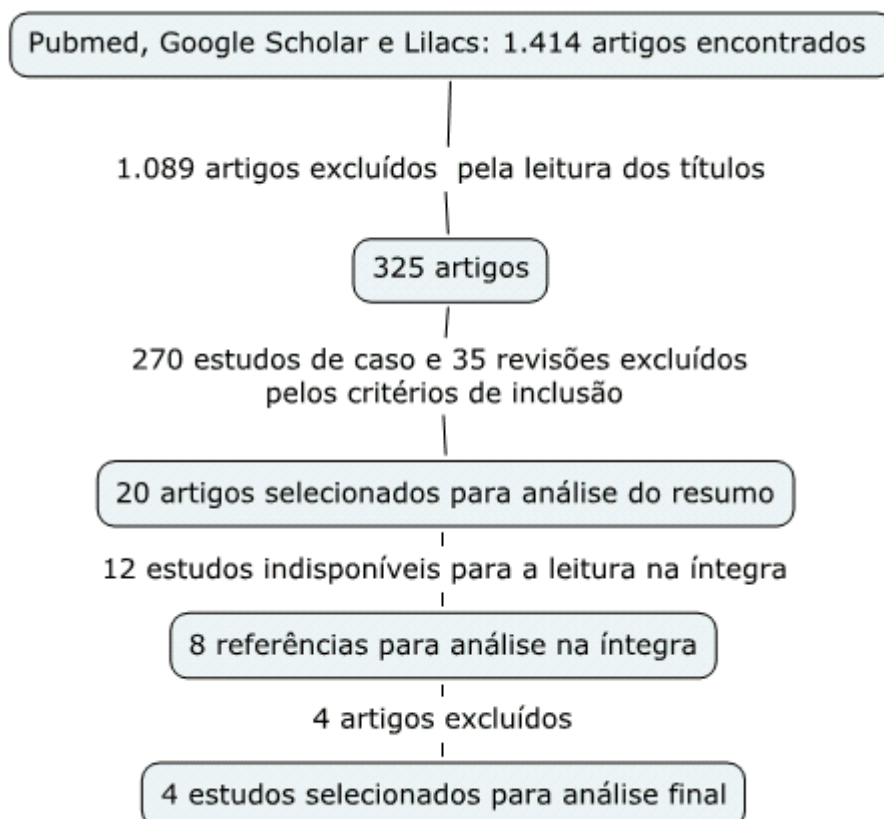 Pubmed, Google Scholar e Lilacs: 1.414 artigos encontrados
1.089 artigos excluídos pela leitura dos títulos
325 artigos
270 estudos de caso e 35 revisões excluídos
pelos critérios de inclusão
20 artigos selecionados para análise do resumo
12 estudos indisponíveis para a leitura na íntegra
8 referências para análise na íntegra
4 artigos excluídos
4 estudos selecionados para análise final